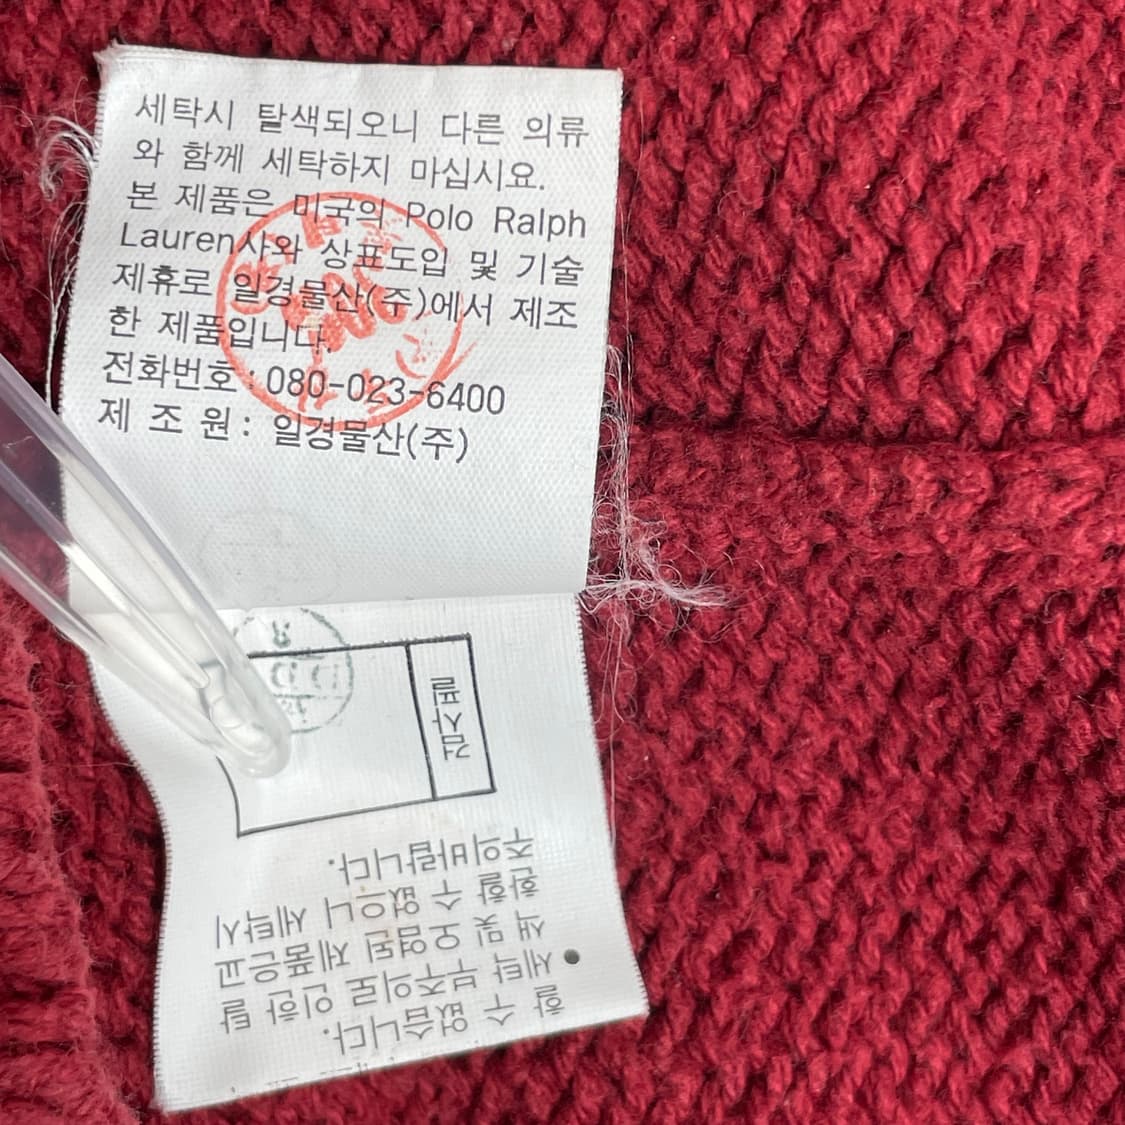 세탁시 탈색되오니 다른 의류
와 함께 세탁하지 마십시요.
본 제품은 미국의 Polo Ralph
Lauren사와 상표도입 및 기술
제휴로 일경물산(주)에서 제조
한 제품입니다.
전화번호:080-023-6400
제 조 원: 일경물산(주)
할 수 없습니다.
• 세탁 부주의로 인한 탈
색 및 오염된 제품은 교
환할 수 없으니 세탁시
주의바랍니다.
검사필